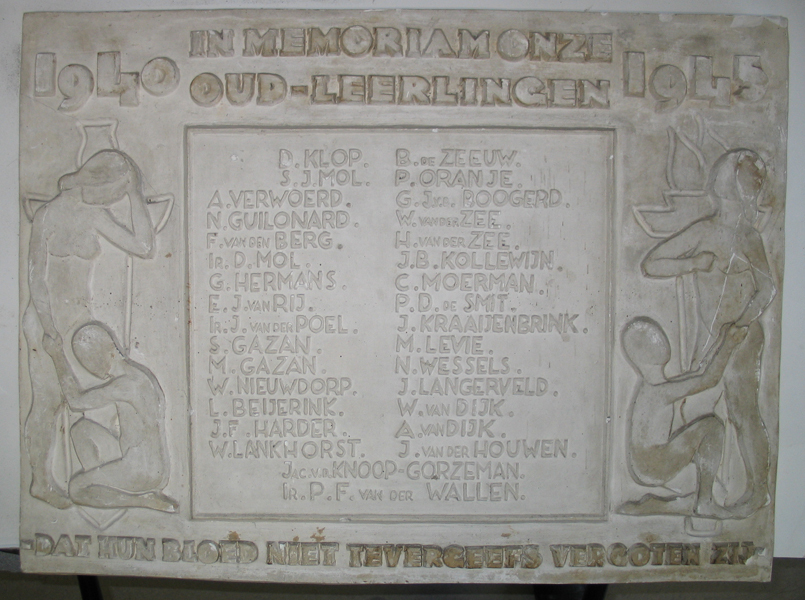 IN MEMORIAM ONZE
1940 OUD-LEERLINGEN 1945
D. KLOP. B. DE ZEEUW.
S. J. MOL. P. ORANJE.
A. VERWOERD. G. J. V.D. BOOGERD.
N. GUILONARD. W. VAN DER ZEE.
F. VAN DEN BERG. H. VAN DER ZEE.
IR. D. MOL. J.B. KOLLEWIJN.
G. HERMANS. C. MOERMAN.
E. J. VAN RIJ. P.D. DE SMIT.
IR. J. VAN DEN POEL. J. KRAAIJENBRINK.
S. GAZAN. M. LEVIE.
M. GAZAN. N. WESSELS.
W. NIEUWDORP. J. LANGERVELD.
L. BEIJERINK. W. VAN DIJK.
J.F. HARDER. A. VAN DIJK.
W. LANKHORST. J. VAN DER HOUWEN.
JAC. V.D. KNOOP-GORZEMAN.
IR. P. F. VAN DER WALLEN.
-DAT HUN BLOED NIET TEVERGEEFS VERGOTEN ZIJ-